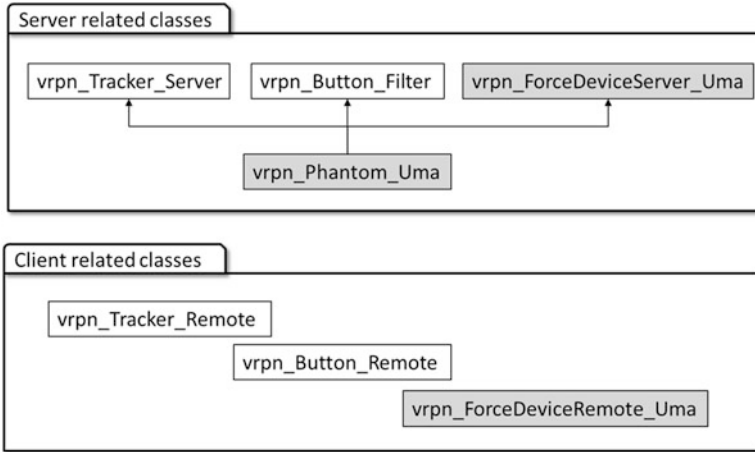 Server related classes
vrpn_Tracker_Server
vrpn_Button_Filter
vrpn_ForceDeviceServer_Uma
vrpn_Phantom_Uma
Client related classes
vrpn_Tracker_Remote
vrpn_Button_Remote
vrpn_ForceDeviceRemote_Uma